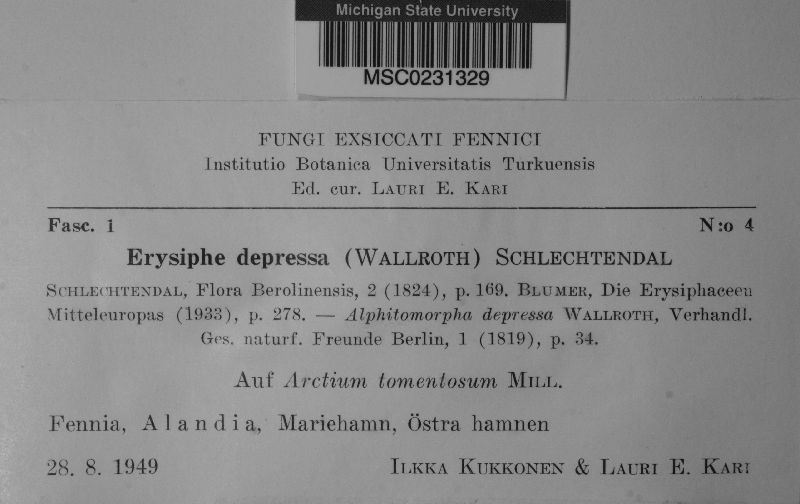 Michigan State University
MSC0231329
FUNGI EXSICCATI FENNICI
Institutio Botanica Universitatis Turkuensis
Ed. cur. LAURI E. KARI
Fasc. 1 N:o 4
Erysiphe depressa (WALLROTH) SCHLECHTENDAL
SCHLECHTENDAL, Flora Berolinensis, 2 (1824), p. 169. BLUMER, Die Erysiphaceen
Mitteleuropas (1933), p. 278. — Alphitomorpha depressa WALLROTH, Verhandl.
Ges. naturf. Freunde Berlin, 1 (1819), p. 34.
Auf Arctium tomentosum MILL.
Fennia, Alandia, Mariehamn, Östra hamnen
28. 8. 1949 ILKKA KUKKONEN & LAURI E. KARI